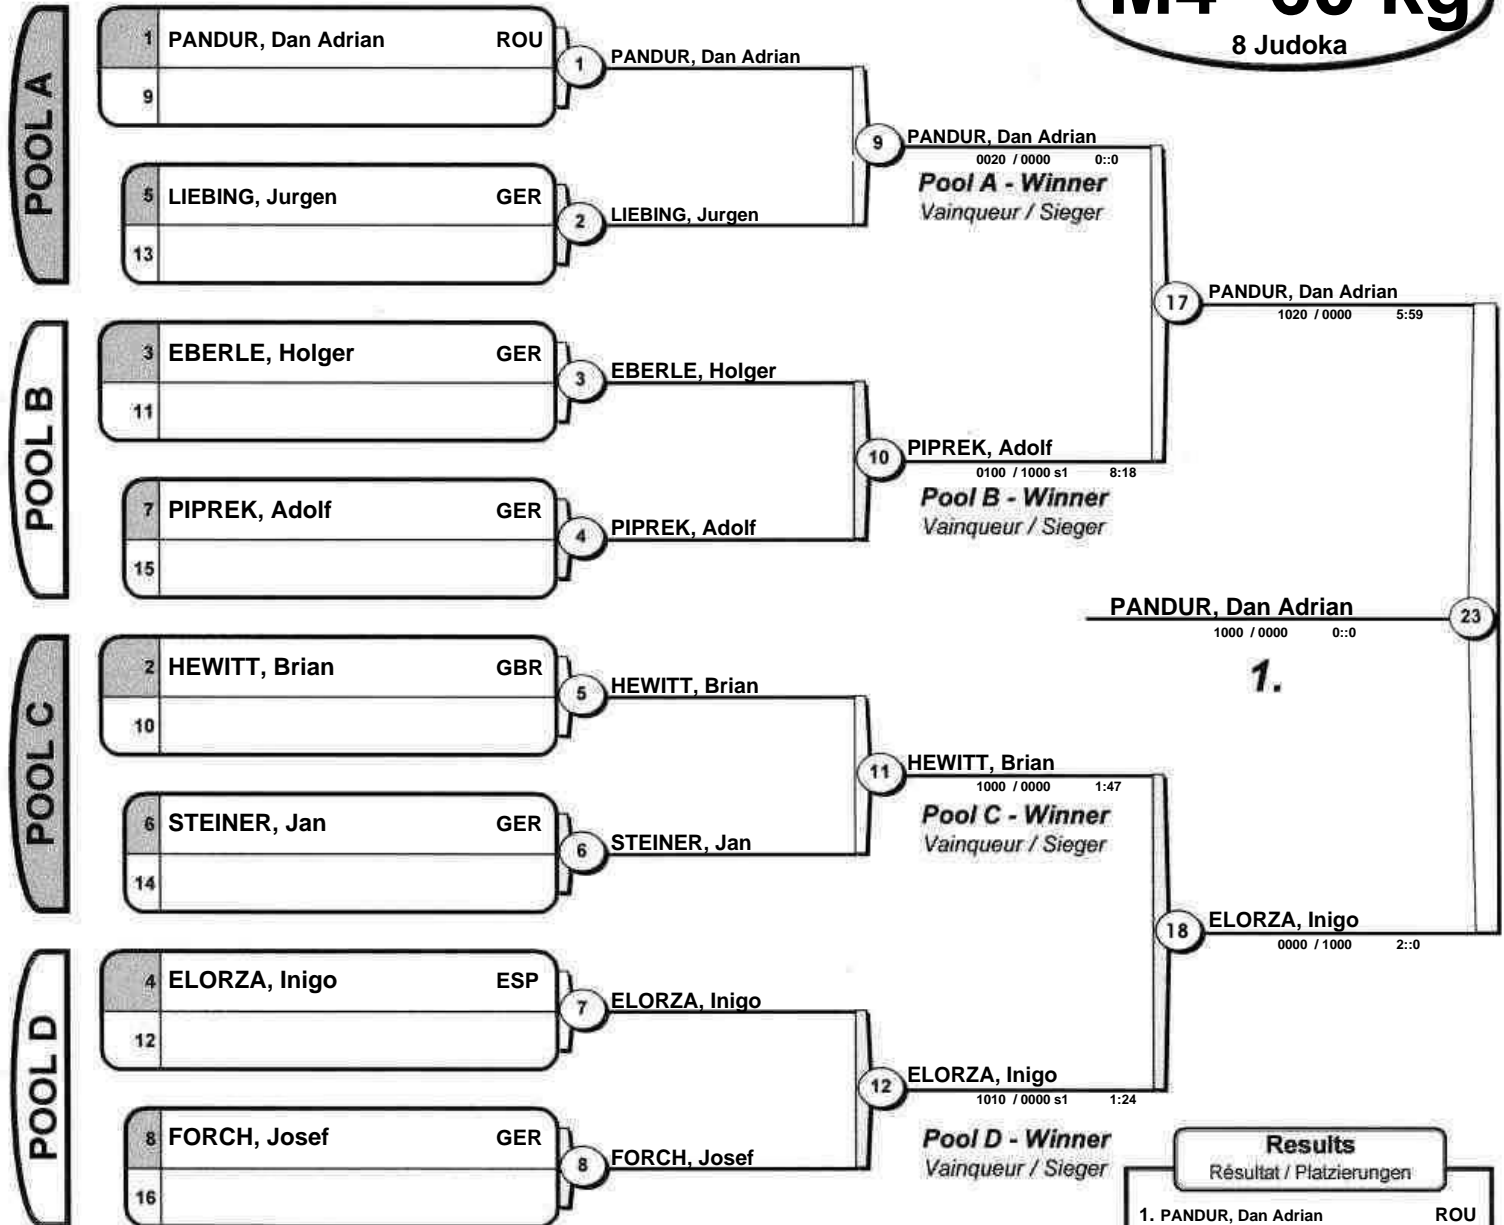 8 Judoka
POOL A
1 PANDUR, Dan Adrian ROU
9
5 LIEBING, Jurgen GER
13
1 PANDUR, Dan Adrian
2 LIEBING, Jurgen
9 PANDUR, Dan Adrian
0020 / 0000 0::0
Pool A - Winner
Vainqueur / Sieger
POOL B
3 EBERLE, Holger GER
11
7 PIPREK, Adolf GER
15
3 EBERLE, Holger
4 PIPREK, Adolf
10 PIPREK, Adolf
0100 / 1000 s1 8:18
Pool B - Winner
Vainqueur / Sieger
17 PANDUR, Dan Adrian
1020 / 0000 5:59
POOL C
2 HEWITT, Brian GBR
10
6 STEINER, Jan GER
14
5 HEWITT, Brian
6 STEINER, Jan
11 HEWITT, Brian
1000 / 0000 1:47
Pool C - Winner
Vainqueur / Sieger
POOL D
4 ELORZA, Inigo ESP
12
8 FORCH, Josef GER
16
7 ELORZA, Inigo
8 FORCH, Josef
12 ELORZA, Inigo
1010 / 0000 s1 1:24
Pool D - Winner
Vainqueur / Sieger
18 ELORZA, Inigo
0000 / 1000 2::0
PANDUR, Dan Adrian 23
1000 / 0000 0::0
1.
Results
Résultat / Platzierungen
1. PANDUR, Dan Adrian ROU